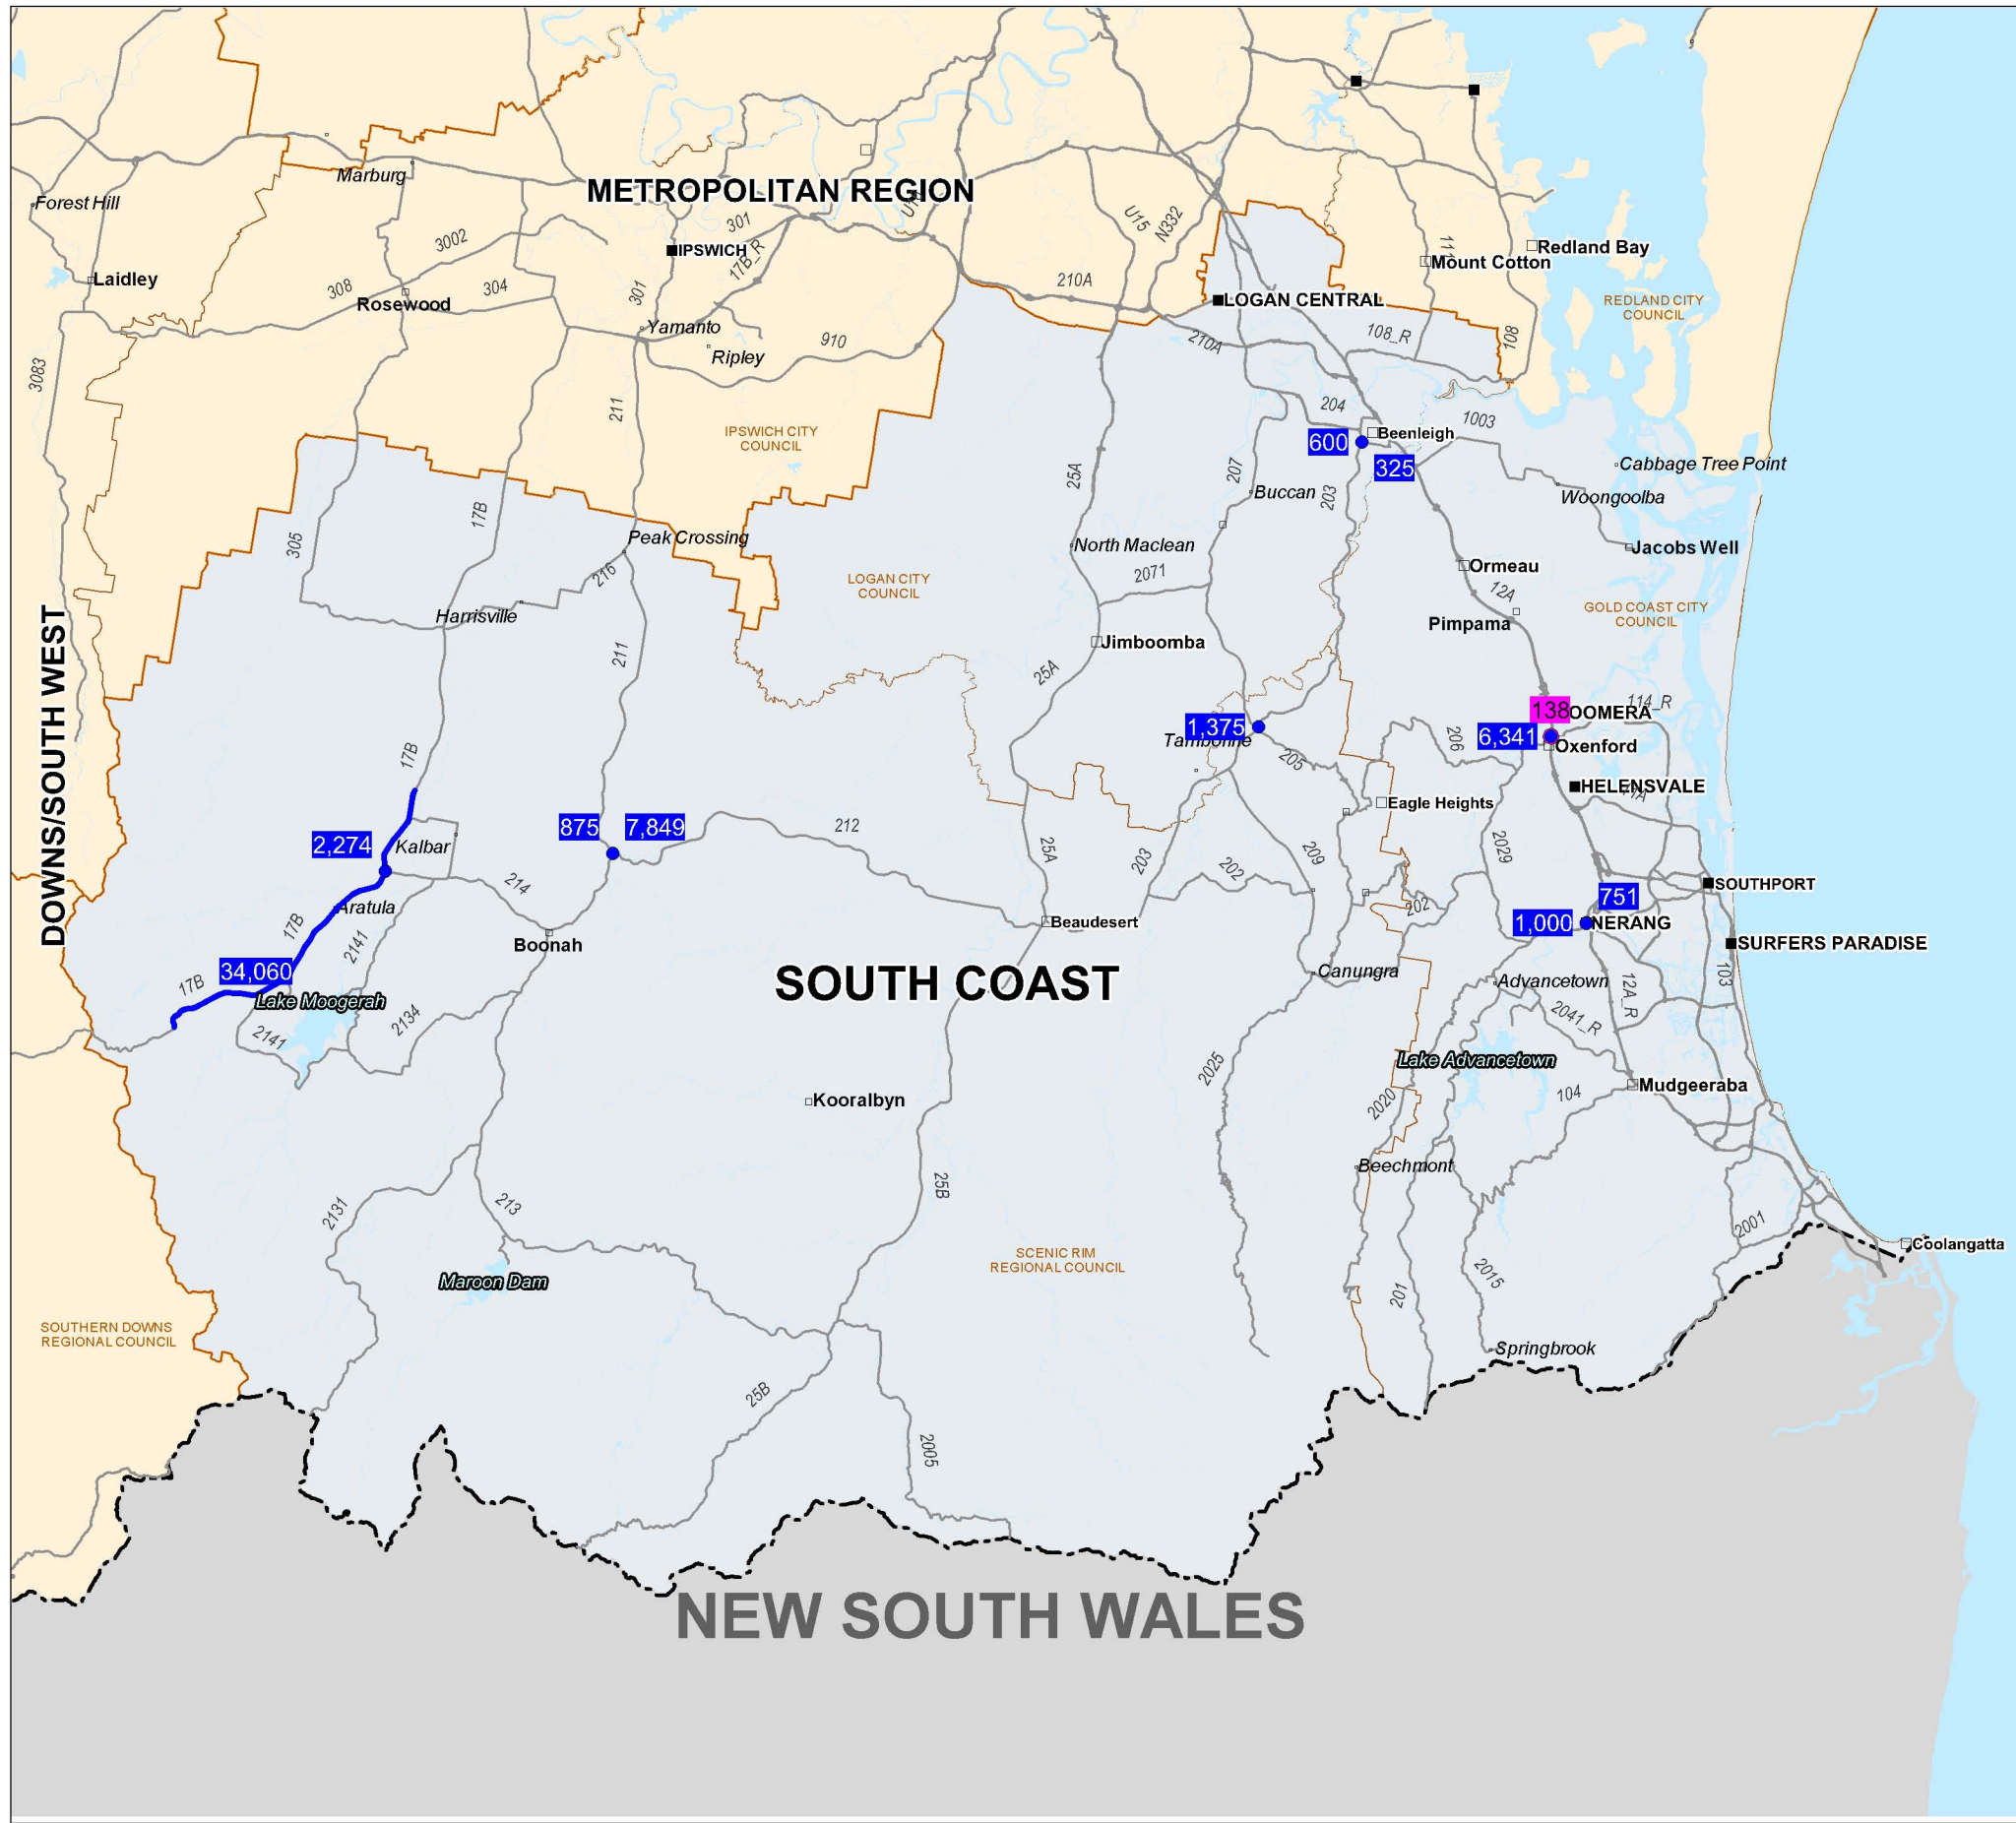 Marburg
METROPOLITAN REGION
Forest Hill
3002
301
U15
N332
111
IPSWICH
17B_R
Redland Bay
Mount Cotton
Laidley
308
Rosewood
304
301
210A
LOGAN CENTRAL
REDLAND CITY
COUNCIL
Yamanto
Ripley
910
210A
108_R
108
3083
211
204
1003
IPSWICH CITY
COUNCIL
600
Beenleigh
325
Cabbage Tree Point
25A
207
Buccan
203
Woongoolba
17B
305
Peak Crossing
North Maclean
Jacobs Well
216
LOGAN CITY
COUNCIL
2071
Ormeau
12A
Harrisville
GOLD COAST CITY
COUNCIL
Pimpama
211
Jimboomba
25A
DOWNS/SOUTH WEST
114_R
138
OOMERA
1,375
Tamborine
6,341
Oxenford
206
17B
205
HELENSVALE
Eagle Heights
2,274
Kalbar
875
7,849
212
25A
203
202
209
2029
214
SOUTHPORT
751
Aratula
17B
2141
Boonah
Beaudesert
202
1,000
NERANG
SURFERS PARADISE
34,060
17B
SOUTH COAST
Canungra
Advancetown
12A_R
103
Lake Moogerah
2141
2134
2041_R
2025
Lake Advancetown
Kooralbyn
2020
104
Mudgeeraba
Beechmont
25B
2131
213
2001
Coolangatta
SCENIC RIM
REGIONAL COUNCIL
Maroon Dam
201
2015
SOUTHERN DOWNS
REGIONAL COUNCIL
Springbrook
25B
2005
NEW SOUTH WALES